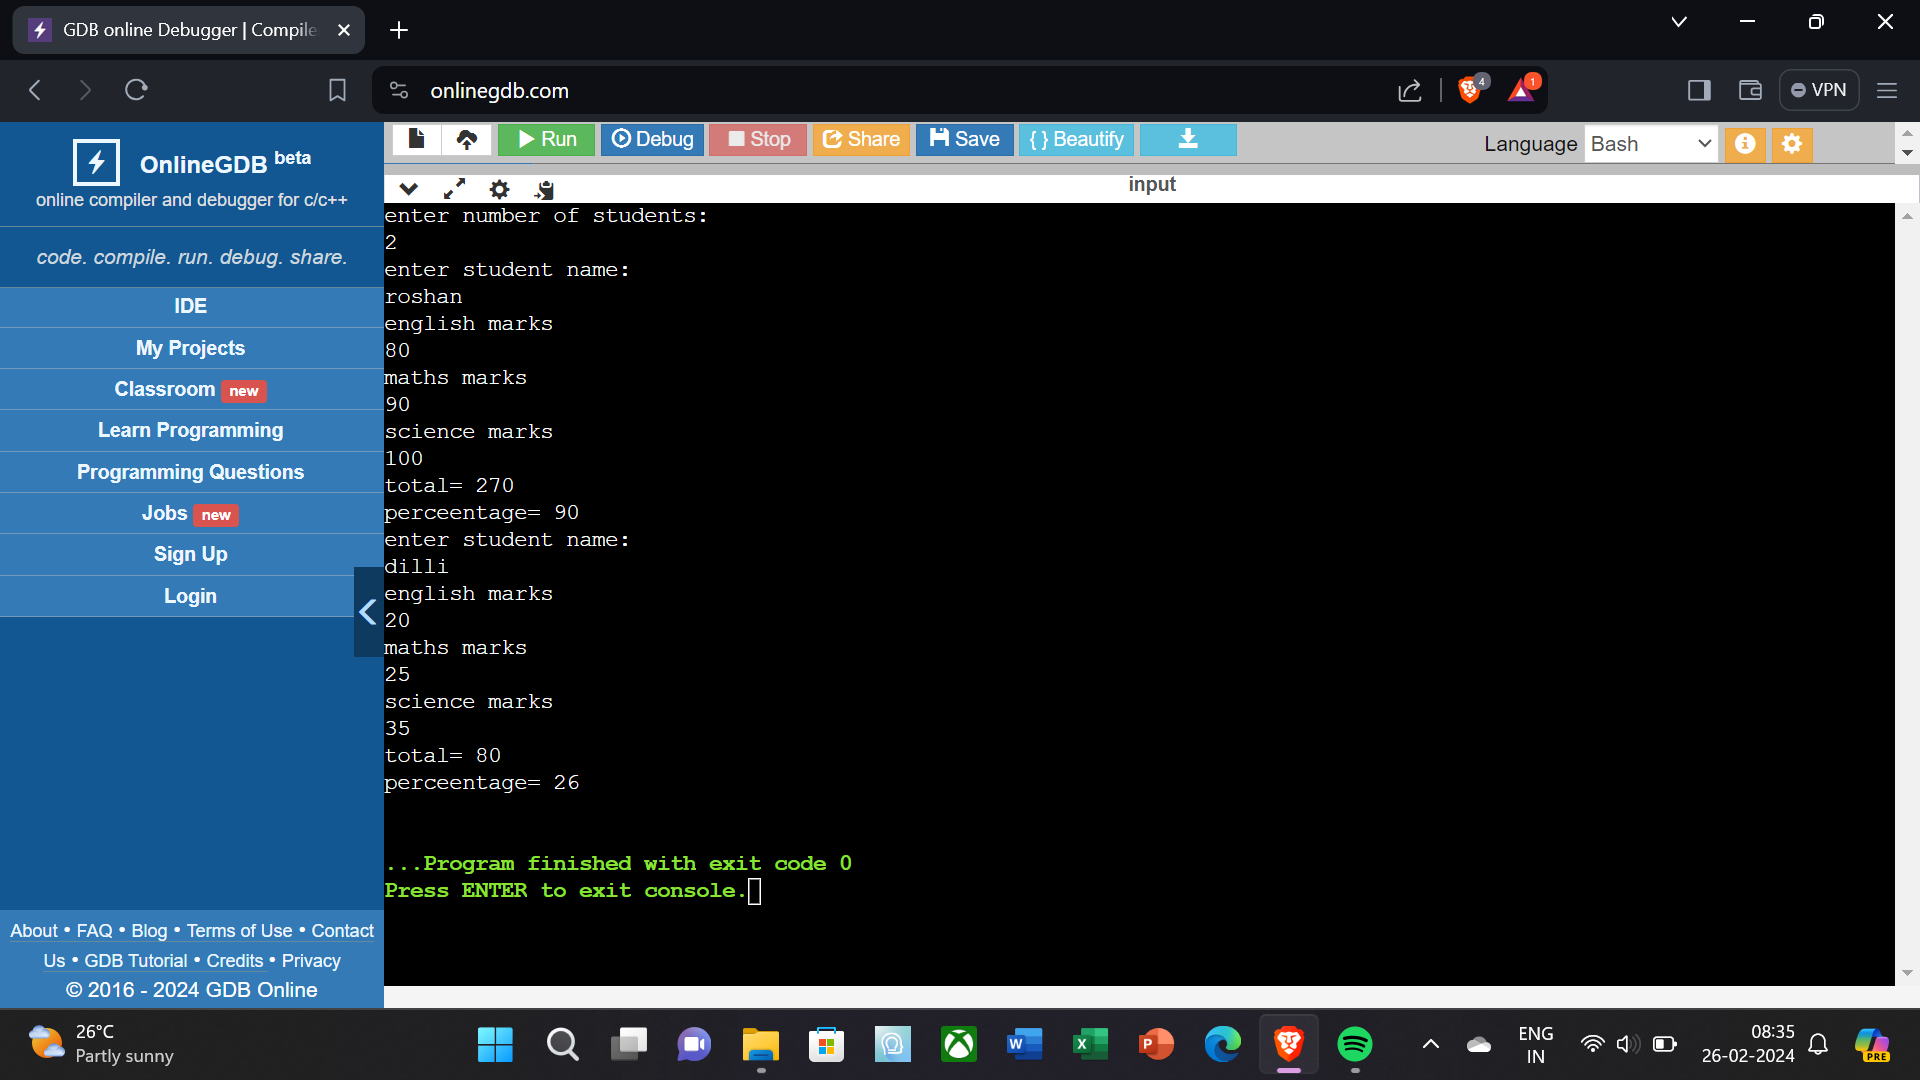 GDB online Debugger | Compile
onlinegdb.com
4
1
VPN
OnlineGDB beta
online compiler and debugger for c/c++
code. compile. run. debug. share.
IDE
My Projects
Classroom new
Learn Programming
Programming Questions
Jobs new
Sign Up
Login
About • FAQ • Blog • Terms of Use • Contact
Us • GDB Tutorial • Credits • Privacy
© 2016 - 2024 GDB Online
Run Debug Stop Share Save { } Beautify
Language Bash
input
enter number of students:
2
enter student name:
roshan
english marks
80
maths marks
90
science marks
100
total= 270
perceentage= 90
enter student name:
dilli
english marks
20
maths marks
25
science marks
35
total= 80
perceentage= 26
...Program finished with exit code 0
Press ENTER to exit console.
26°C
Partly sunny
ENG
IN
08:35
26-02-2024
PRE